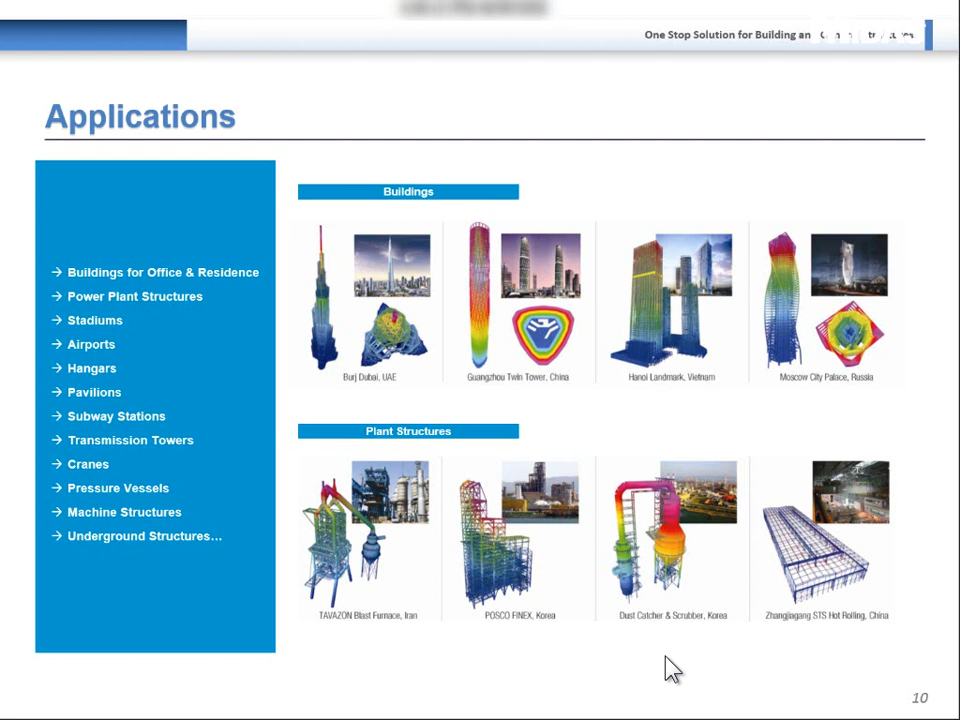 One Stop Solution for Building an
Applications
→ Buildings for Office & Residence
→ Power Plant Structures
→ Stadiums
→ Airports
→ Hangars
→ Pavilions
→ Subway Stations
→ Transmission Towers
→ Cranes
→ Pressure Vessels
→ Machine Structures
→ Underground Structures...
Buildings
Burj Dubai, UAE
Guangzhou Twin Tower, China
Hanoi Landmark, Vietnam
Moscow City Palace, Russia
Plant Structures
TAVAZON Blast Furnace, Iran
POSCO FINEX, Korea
Dust Catcher & Scrubber, Korea
Zhangjiagang STS Hot Rolling, China
10